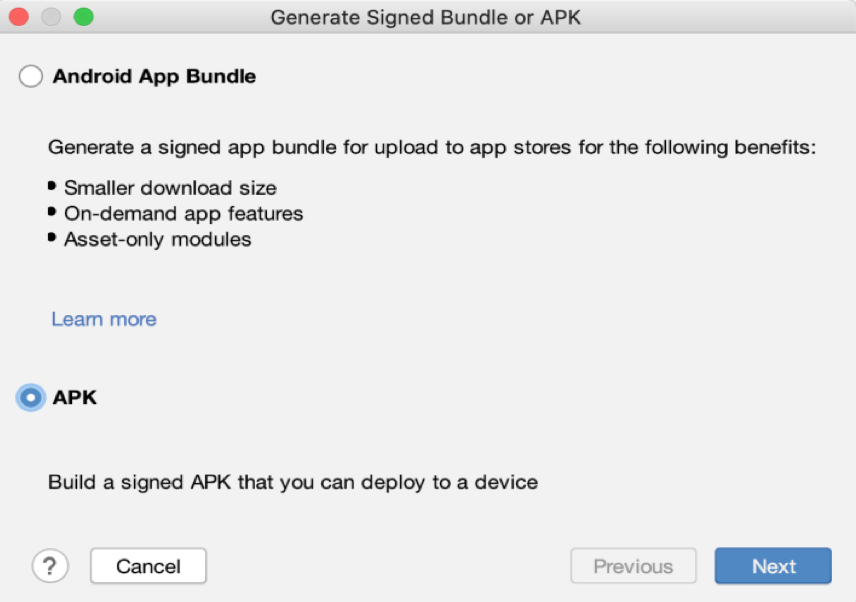 Generate Signed Bundle or APK
Android App Bundle
Generate a signed app bundle for upload to app stores for the following benefits:
• Smaller download size
• On-demand app features
• Asset-only modules
Learn more
APK
Build a signed APK that you can deploy to a device
? Cancel Previous Next